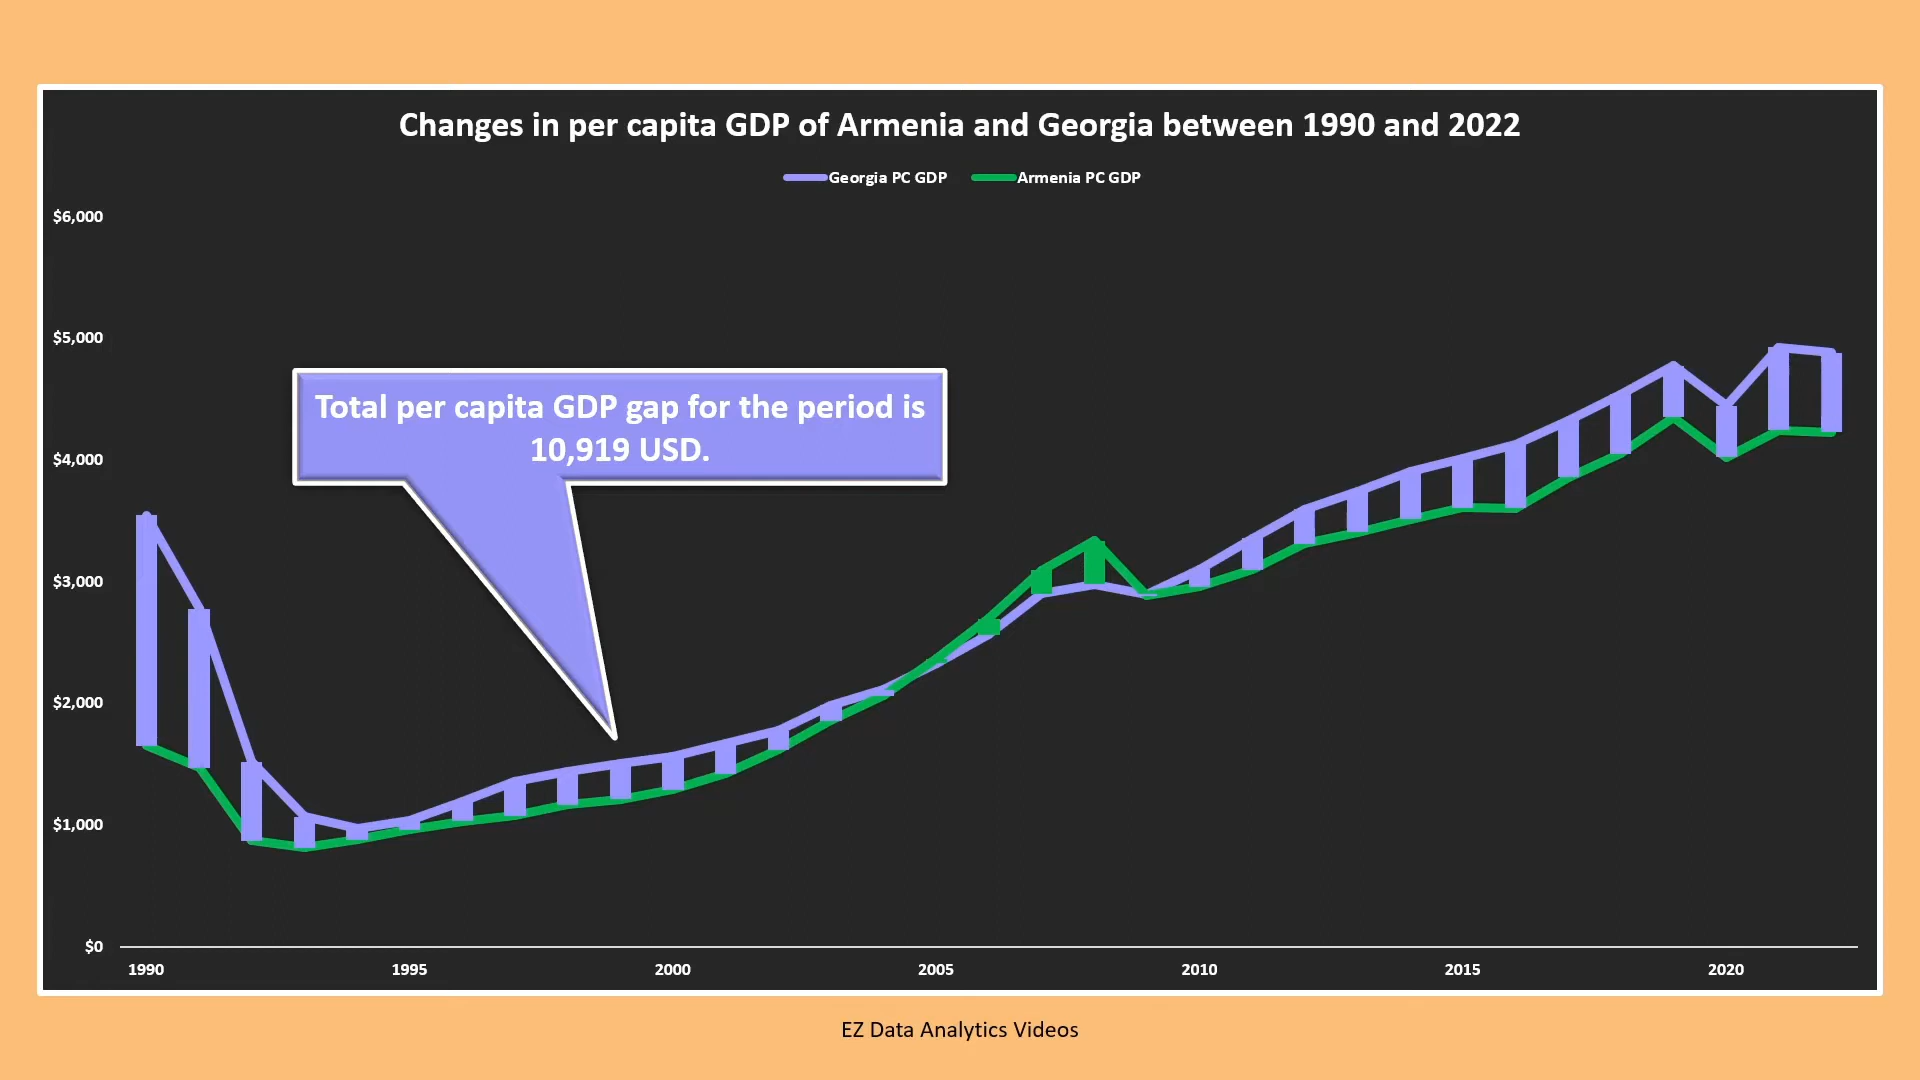 Changes in per capita GDP of Armenia and Georgia between 1990 and 2022
Georgia PC GDP Armenia PC GDP
$6,000
$5,000
Total per capita GDP gap for the period is
10,919 USD.
$4,000
$3,000
$2,000
$1,000
$0
1990 1995 2000 2005 2010 2015 2020
EZ Data Analytics Videos